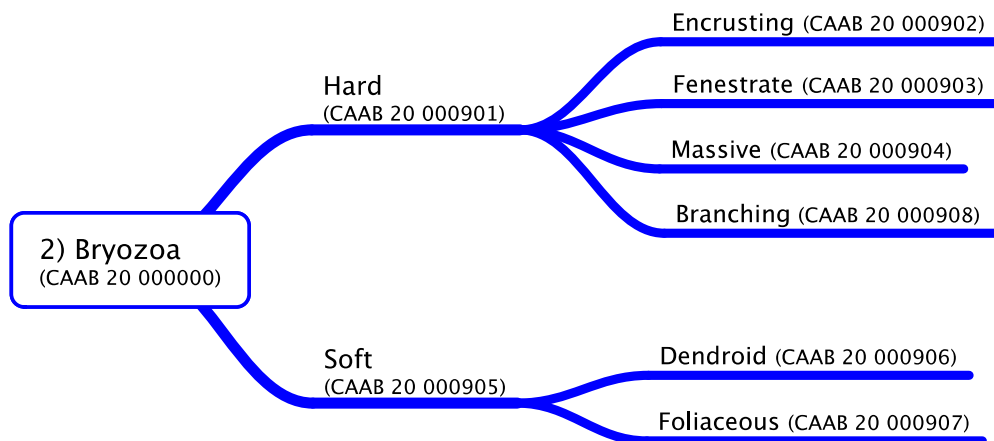 Encrusting (CAAB 20 000902)
Hard
(CAAB 20 000901)
Fenestrate (CAAB 20 000903)
Massive (CAAB 20 000904)
Branching (CAAB 20 000908)
2) Bryozoa
(CAAB 20 000000)
Soft
(CAAB 20 000905)
Dendroid (CAAB 20 000906)
Foliaceous (CAAB 20 000907)